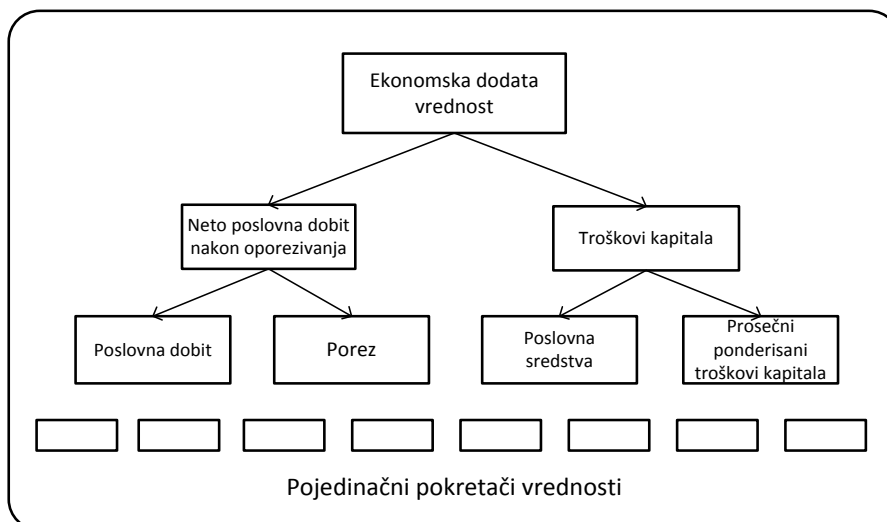 Ekonomska dodata
vrednost
Neto poslovna dobit
nakon oporezivanja
Troškovi kapitala
Poslovna dobit
Porez
Poslovna
sredstva
Prosečni
ponderisani
troškovi kapitala
Pojedinačni pokretači vrednosti